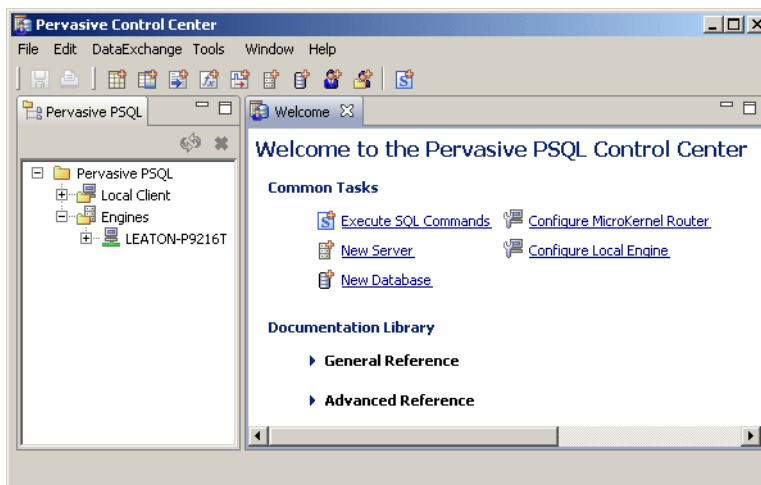 Pervasive Control Center
File Edit DataExchange Tools Window Help
Pervasive PSQL
Welcome
Pervasive PSQL
Local Client
Engines
LEATON-P9216T
Welcome to the Pervasive PSQL Control Center
Common Tasks
Execute SQL Commands
Configure MicroKernel Router
New Server
Configure Local Engine
New Database
Documentation Library
General Reference
Advanced Reference